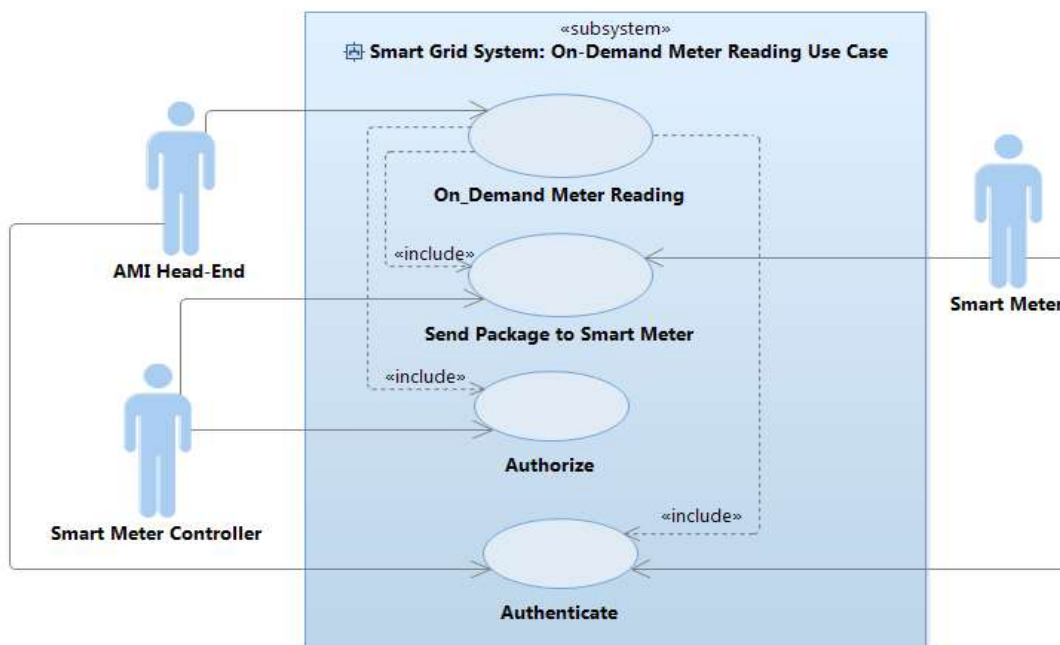 «subsystem»
Smart Grid System: On-Demand Meter Reading Use Case
On_Demand Meter Reading
«include»
AMI Head-End
Smart Meter
Send Package to Smart Meter
«include»
Authorize
Smart Meter Controller
«include»
Authenticate